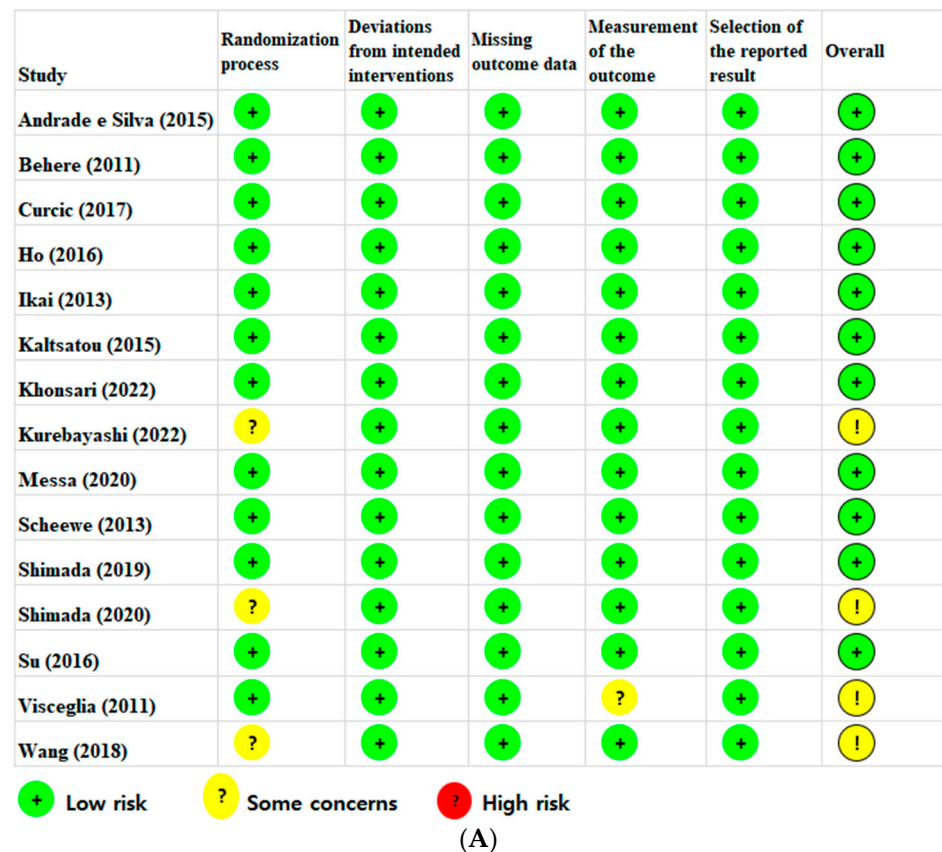 Study Randomization process Deviations from intended interventions Missing outcome data Measurement of the outcome Selection of the reported result Overall
Andrade e Silva (2015) + + + + + +
Behere (2011) + + + + + +
Curcic (2017) + + + + + +
Ho (2016) + + + + + +
Ikai (2013) + + + + + +
Kaltsatou (2015) + + + + + +
Khonsari (2022) + + + + + +
Kurebayashi (2022) ? + + + + !
Messa (2020) + + + + + +
Scheewe (2013) + + + + + +
Shimada (2019) + + + + + +
Shimada (2020) ? + + + + !
Su (2016) + + + + + +
Visceglia (2011) + + + ? + !
Wang (2018) ? + + + + !
+ Low risk ? Some concerns ? High risk
(A)